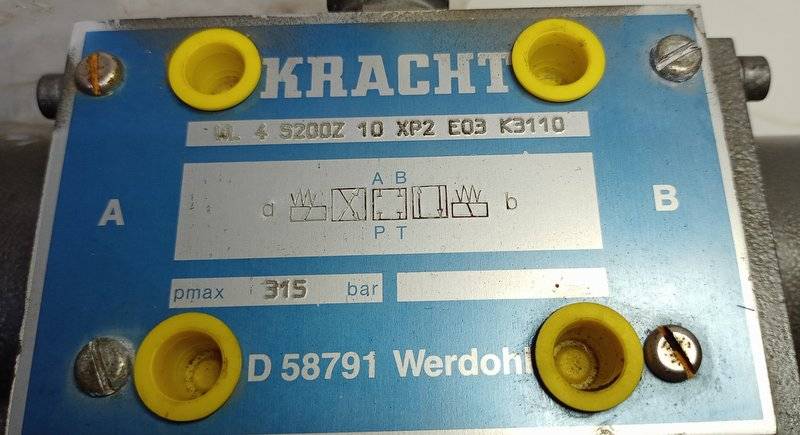 KRACHT
WL 4 S200Z 10 XP2 E03 K3110
A B
a b
P T
A B
pmax 315 bar
D 58791 Werdohl